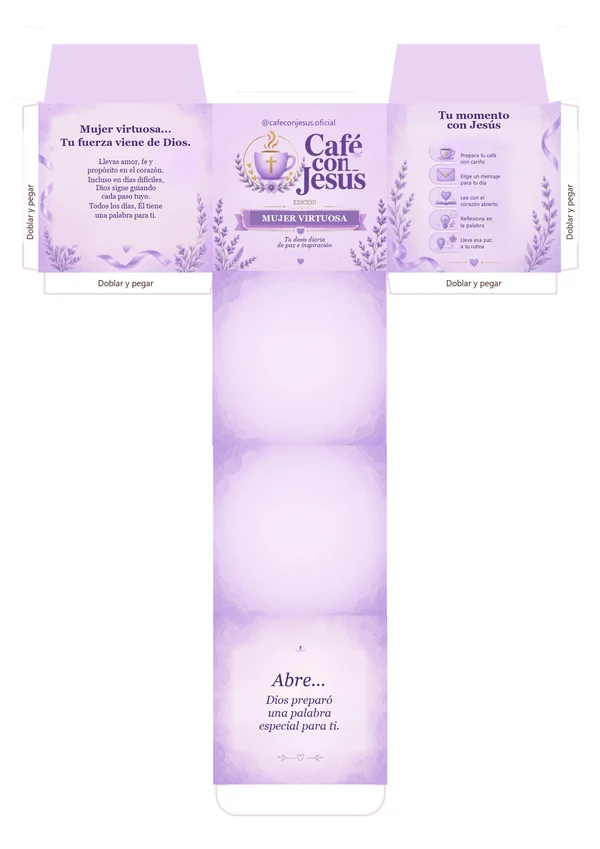 Mujer virtuosa...
Tu fuerza viene de Dios.
Llevas amor, fe y
propósito en el corazón.
Incluso en días difíciles,
Dios sigue guiando
cada paso tuyo.
Todos los días, Él tiene
una palabra para ti.
Doblar y pegar
Doblar y pegar
@cafeconjesus.oficial
Café
con
Jesús
EDICIÓN
MUJER VIRTUOSA
Tu dosis diaria
de paz e inspiración
Tu momento
con Jesús
Prepara tu café
con cariño
Elige un mensaje
para tu día
Lee con el
corazón abierto
Reflexiona en
la palabra
Lleva esa paz
a tu rutina
Doblar y pegar
Doblar y pegar
Abre...
Dios preparó
una palabra
especial para ti.